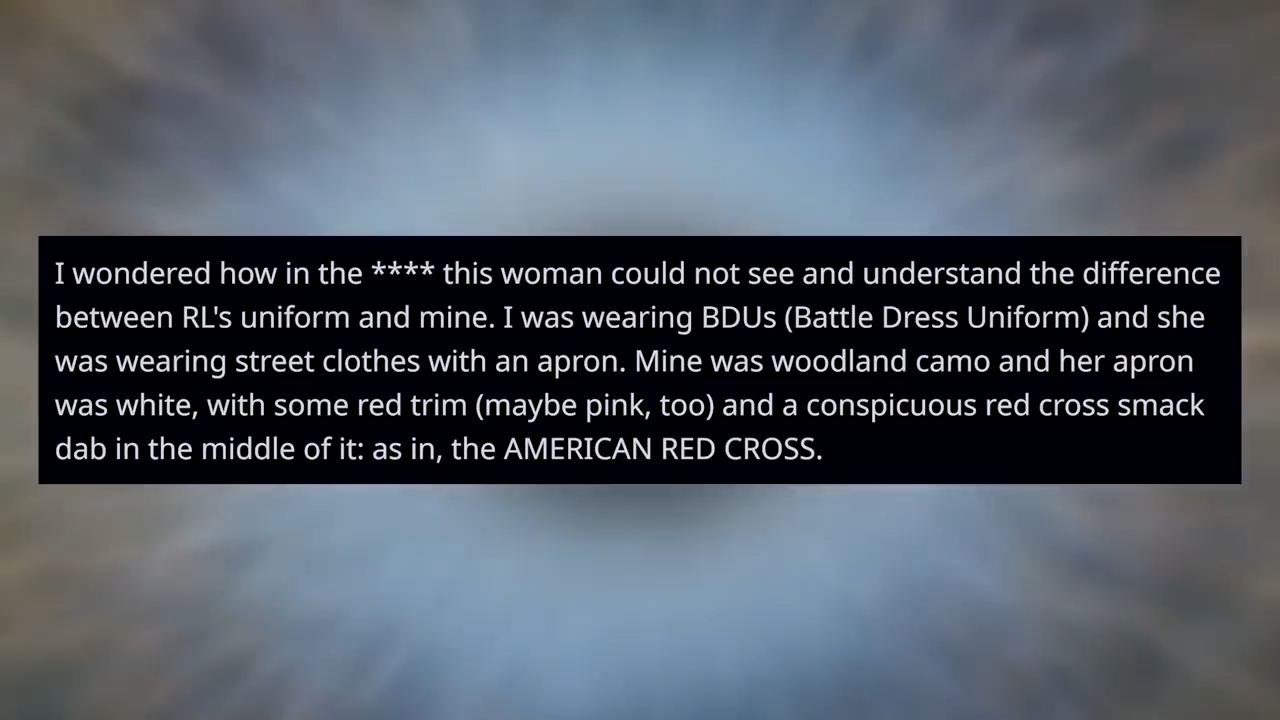 I wondered how in the **** this woman could not see and understand the difference
between RL's uniform and mine. I was wearing BDUs (Battle Dress Uniform) and she
was wearing street clothes with an apron. Mine was woodland camo and her apron
was white, with some red trim (maybe pink, too) and a conspicuous red cross smack
dab in the middle of it: as in, the AMERICAN RED CROSS.